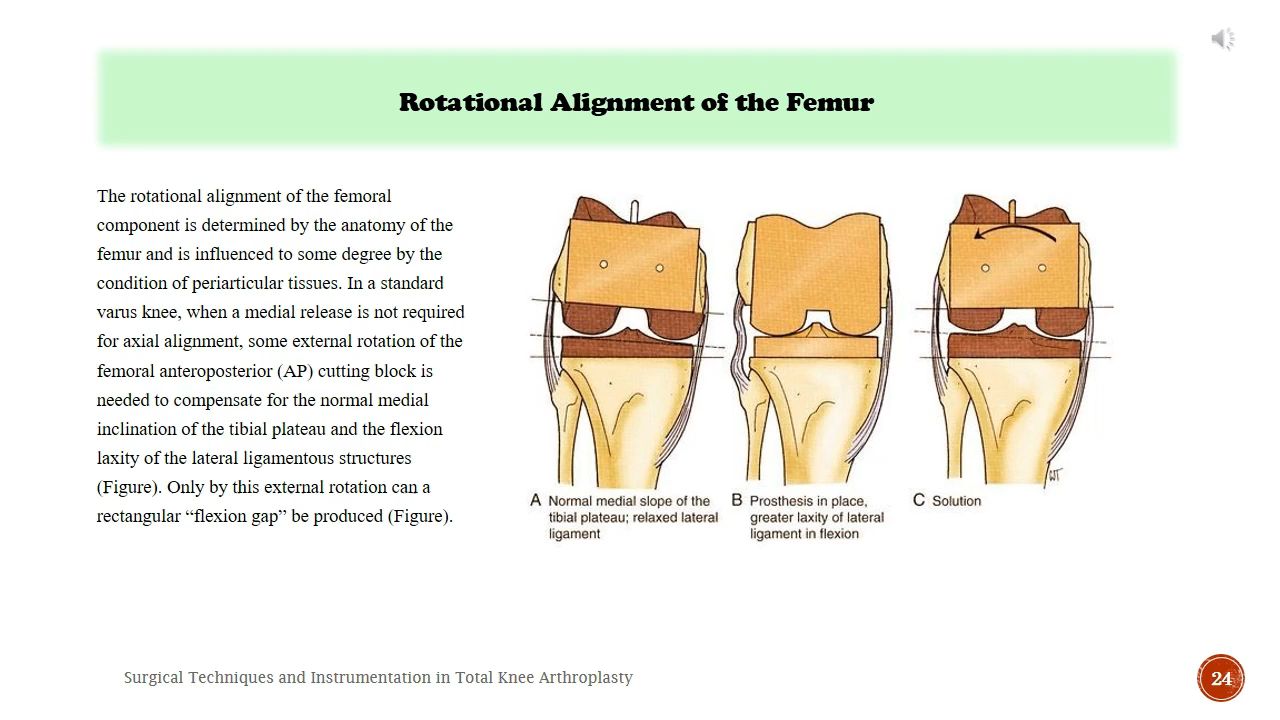 Rotational Alignment of the Femur
The rotational alignment of the femoral
component is determined by the anatomy of the
femur and is influenced to some degree by the
condition of periarticular tissues. In a standard
varus knee, when a medial release is not required
for axial alignment, some external rotation of the
femoral anteroposterior (AP) cutting block is
needed to compensate for the normal medial
inclination of the tibial plateau and the flexion
laxity of the lateral ligamentous structures
(Figure). Only by this external rotation can a
rectangular “flexion gap” be produced (Figure).
A Normal medial slope of the
tibial plateau; relaxed lateral
ligament
B Prosthesis in place,
greater laxity of lateral
ligament in flexion
C Solution
Surgical Techniques and Instrumentation in Total Knee Arthroplasty
24